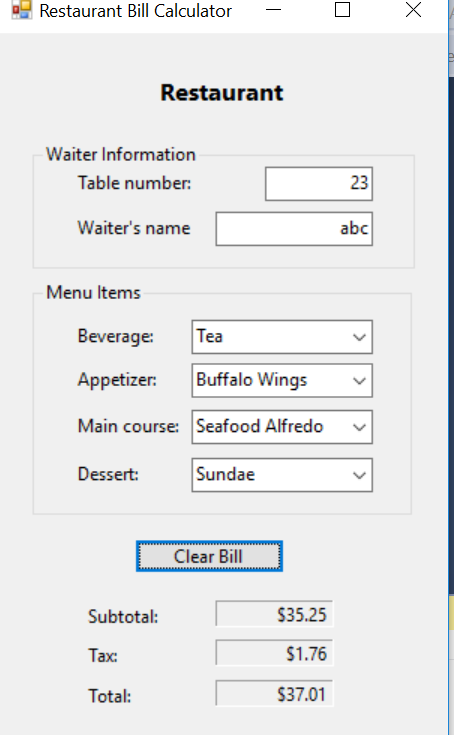 Restaurant Bill Calculator
Restaurant
Waiter Information
Table number: 23
Waiter's name abc
Menu Items
Beverage: Tea
Appetizer: Buffalo Wings
Main course: Seafood Alfredo
Dessert: Sundae
Clear Bill
Subtotal: $35.25
Tax: $1.76
Total: $37.01